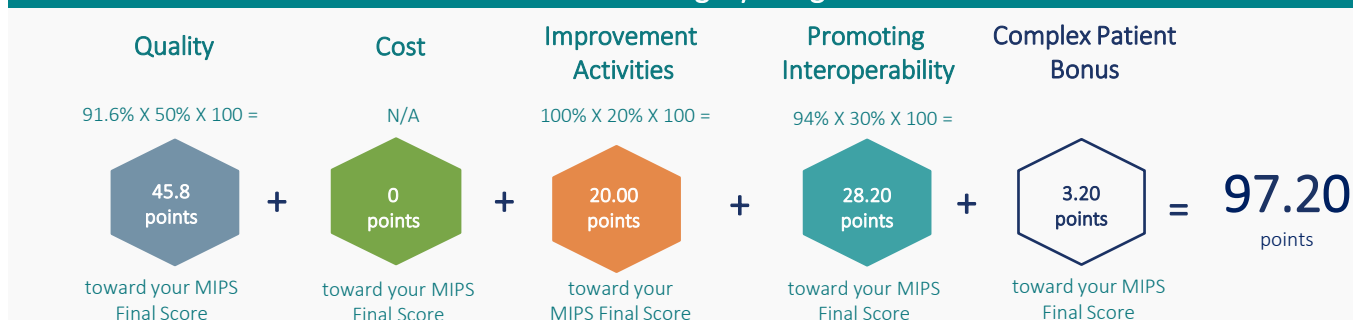 Quality
91.6% X 50% X 100 =
45.8
points
toward your MIPS
Final Score
+
Cost
N/A
0
points
toward your MIPS
Final Score
+
Improvement
Activities
100% X 20% X 100 =
20.00
points
toward your
MIPS Final Score
+
Promoting
Interoperability
94% X 30% X 100 =
28.20
points
toward your MIPS
Final Score
+
Complex Patient
Bonus
3.20
points
toward your MIPS
Final Score
=
97.20
points